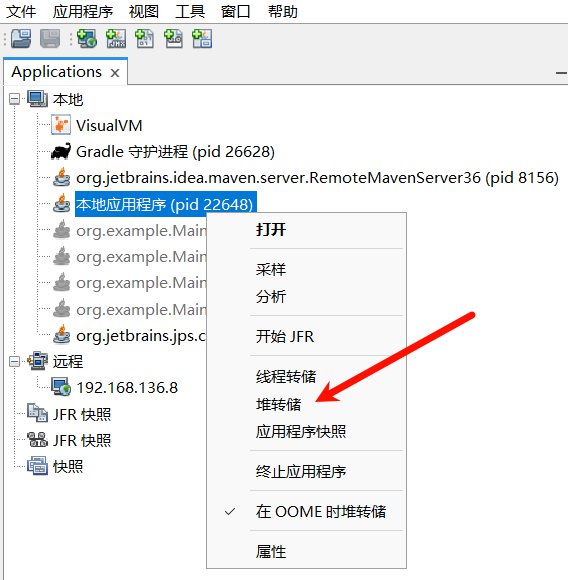 文件 应用程序 视图 工具 窗口 帮助
Applications
本地
VisualVM
Gradle 守护进程 (pid 26628)
org.jetbrains.idea.maven.server.RemoteMavenServer36 (pid 8156)
本地应用程序 (pid 22648)
org.example.Main
org.example.Main
org.example.Main
org.example.Main
org.jetbrains.jps.c
远程
192.168.136.8
JFR 快照
JFR 快照
快照
打开
采样
分析
开始 JFR
线程转储
堆转储
应用程序快照
终止应用程序
在 OOME 时堆转储
属性